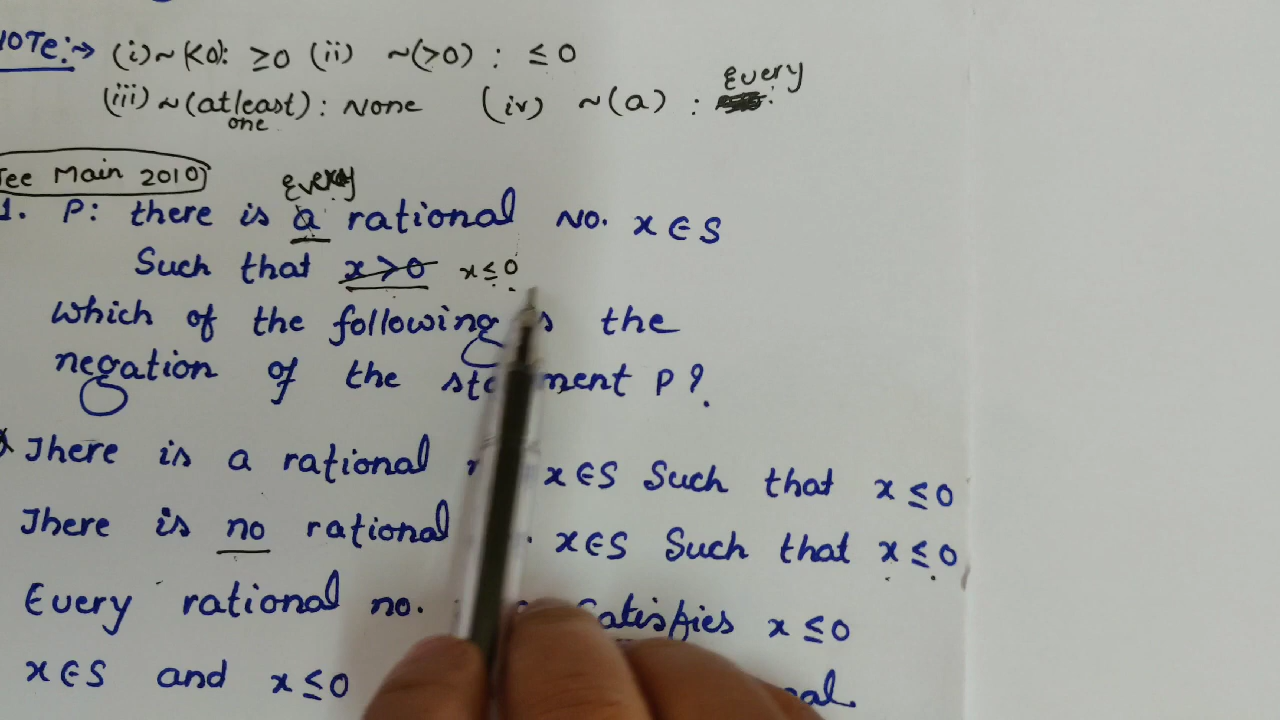 NOTE:→ (i) ~(<0): ≥0 (ii) ~(>0) : ≤ 0
(iii) ~(atleast one) : None (iv) ~(a) : Every
Jee Main 2010
Every
1. P: there is a rational No. x ∈ S
Such that x > 0 x ≤ 0
which of the following is the
negation of the statement P?
There is a rational x ∈ S Such that x ≤ 0
There is no rational x ∈ S Such that x ≤ 0
Every rational no. Satisfies x ≤ 0
x ∈ S and x ≤ 0